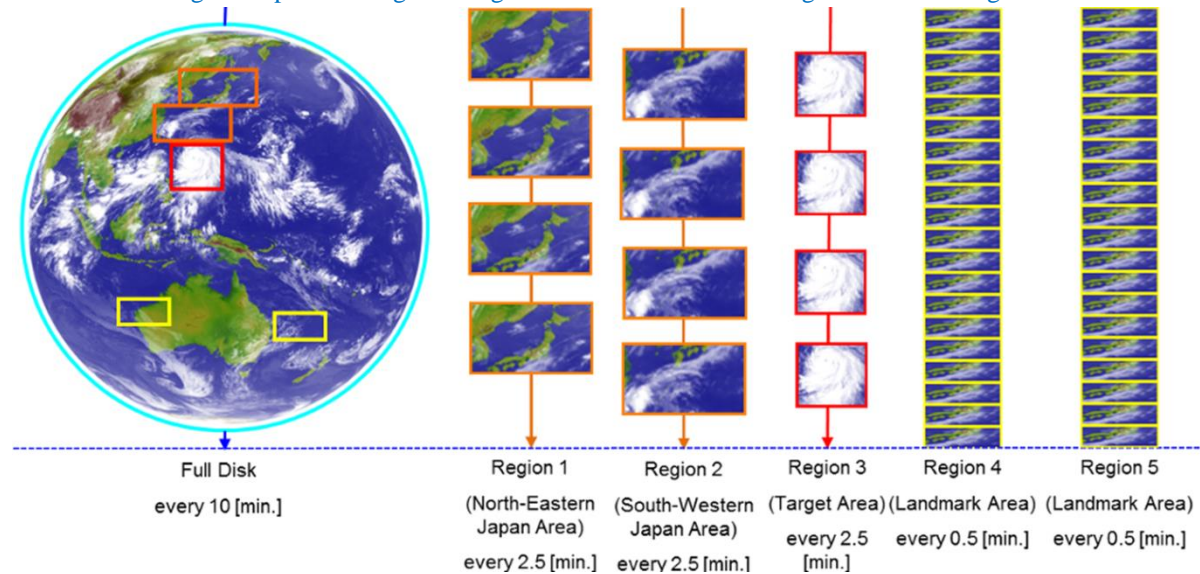 Full Disk
every 10 [min.]
Region 1
(North-Eastern
Japan Area)
every 2.5 [min.]
Region 2
(South-Western
Japan Area)
every 2.5 [min.]
Region 3
(Target Area)
every 2.5
[min.]
Region 4
(Landmark Area)
every 0.5 [min.]
Region 5
(Landmark Area)
every 0.5 [min.]